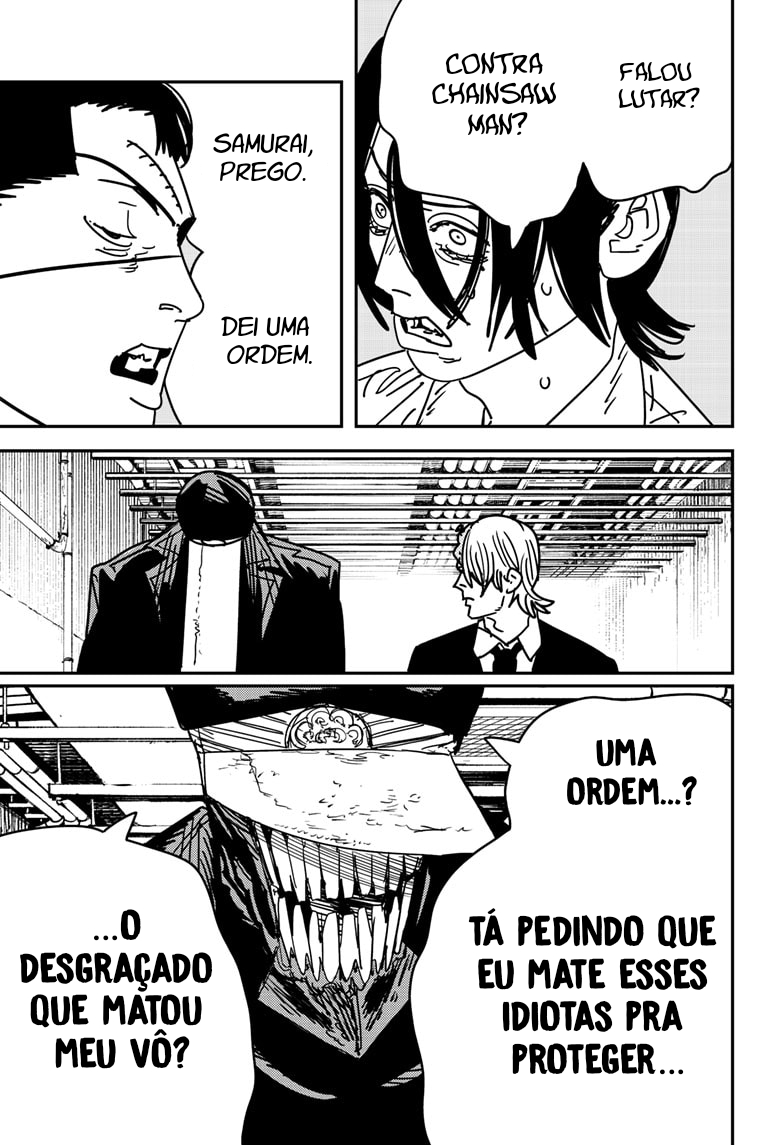 FALOU
LUTAR?
CONTRA
CHAINSAW
MAN?
SAMURAI,
PREGO.
DEI UMA
ORDEM.
UMA
ORDEM...?
TÁ PEDINDO QUE
EU MATE ESSES
IDIOTAS PRA
PROTEGER...
...O
DESGRAÇADO
QUE MATOU
MEU VÔ?